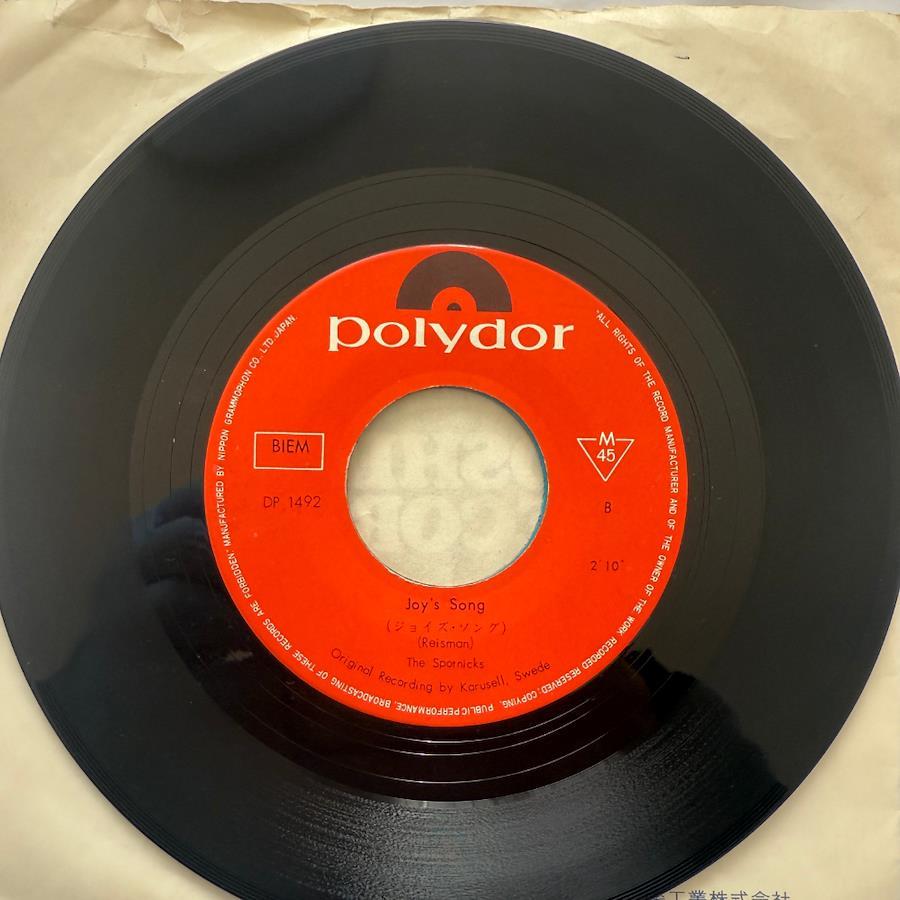 polydor
BIEM
DP 1492
M
45
B
2'10"
Joy's Song
(ジョイズ・ソング)
(Reisman)
The Spotnicks
Original Recording by Karusell, Swede
"ALL RIGHTS OF THE RECORD MANUFACTURER AND OF THE OWNER OF THE WORK RECORDED RESERVED· COPYING, PUBLIC PERFORMANCE, BROADCASTING OF THESE RECORDS ARE FORBIDDEN" MANUFACTURED BY NIPPON GRAMMOPHON CO. LTD. JAPAN.
工業株式会社